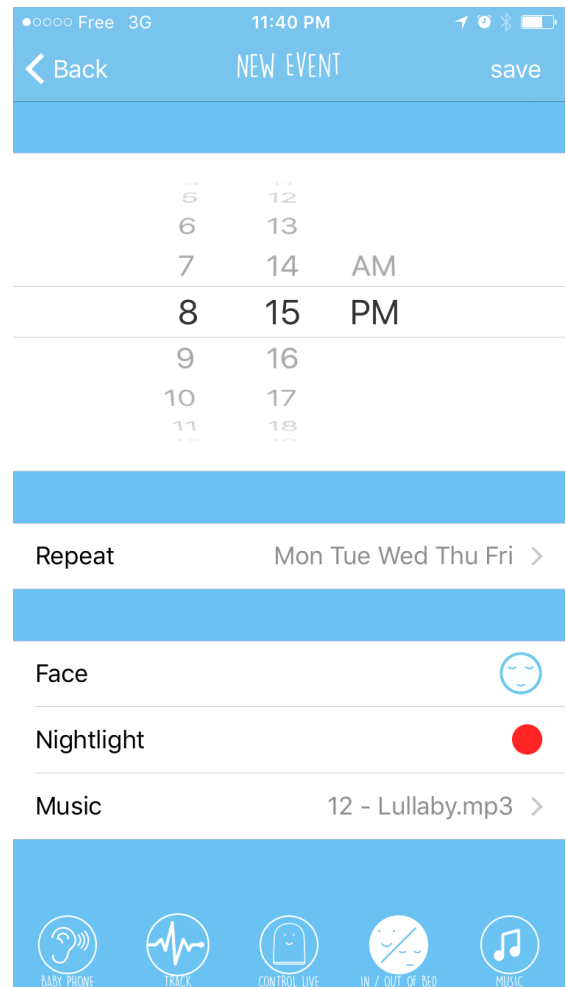 Free 3G 11:40 PM
Back NEW EVENT save
5 12
6 13
7 14 AM
8 15 PM
9 16
10 17
11 18
Repeat Mon Tue Wed Thu Fri
Face
Nightlight
Music 12 - Lullaby.mp3
BABY PHONE TRACK CONTROL LIVE IN / OUT OF BED MUSIC